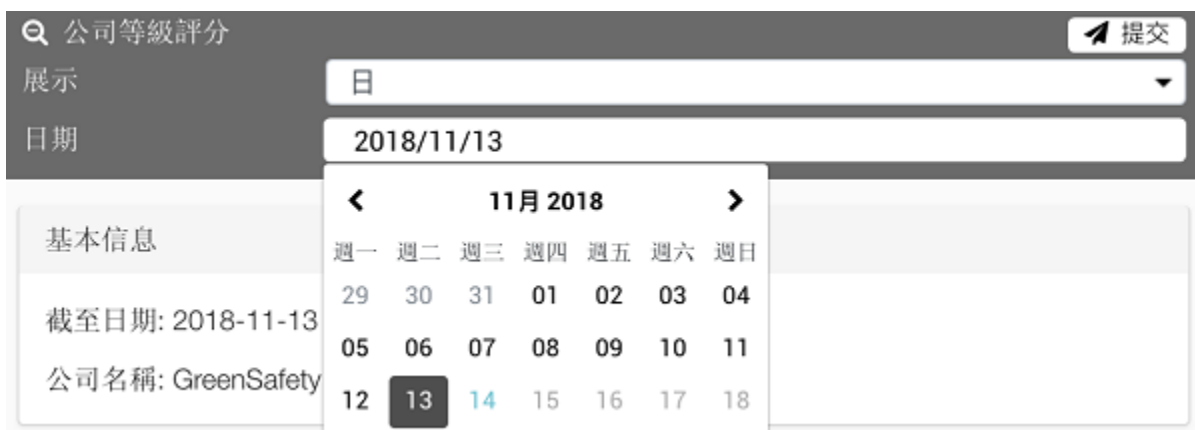 公司等級評分 提交
展示 日
日期 2018/11/13
11月 2018
週一 週二 週三 週四 週五 週六 週日
29 30 31 01 02 03 04
05 06 07 08 09 10 11
12 13 14 15 16 17 18
基本信息
截至日期: 2018-11-13
公司名稱: GreenSafety